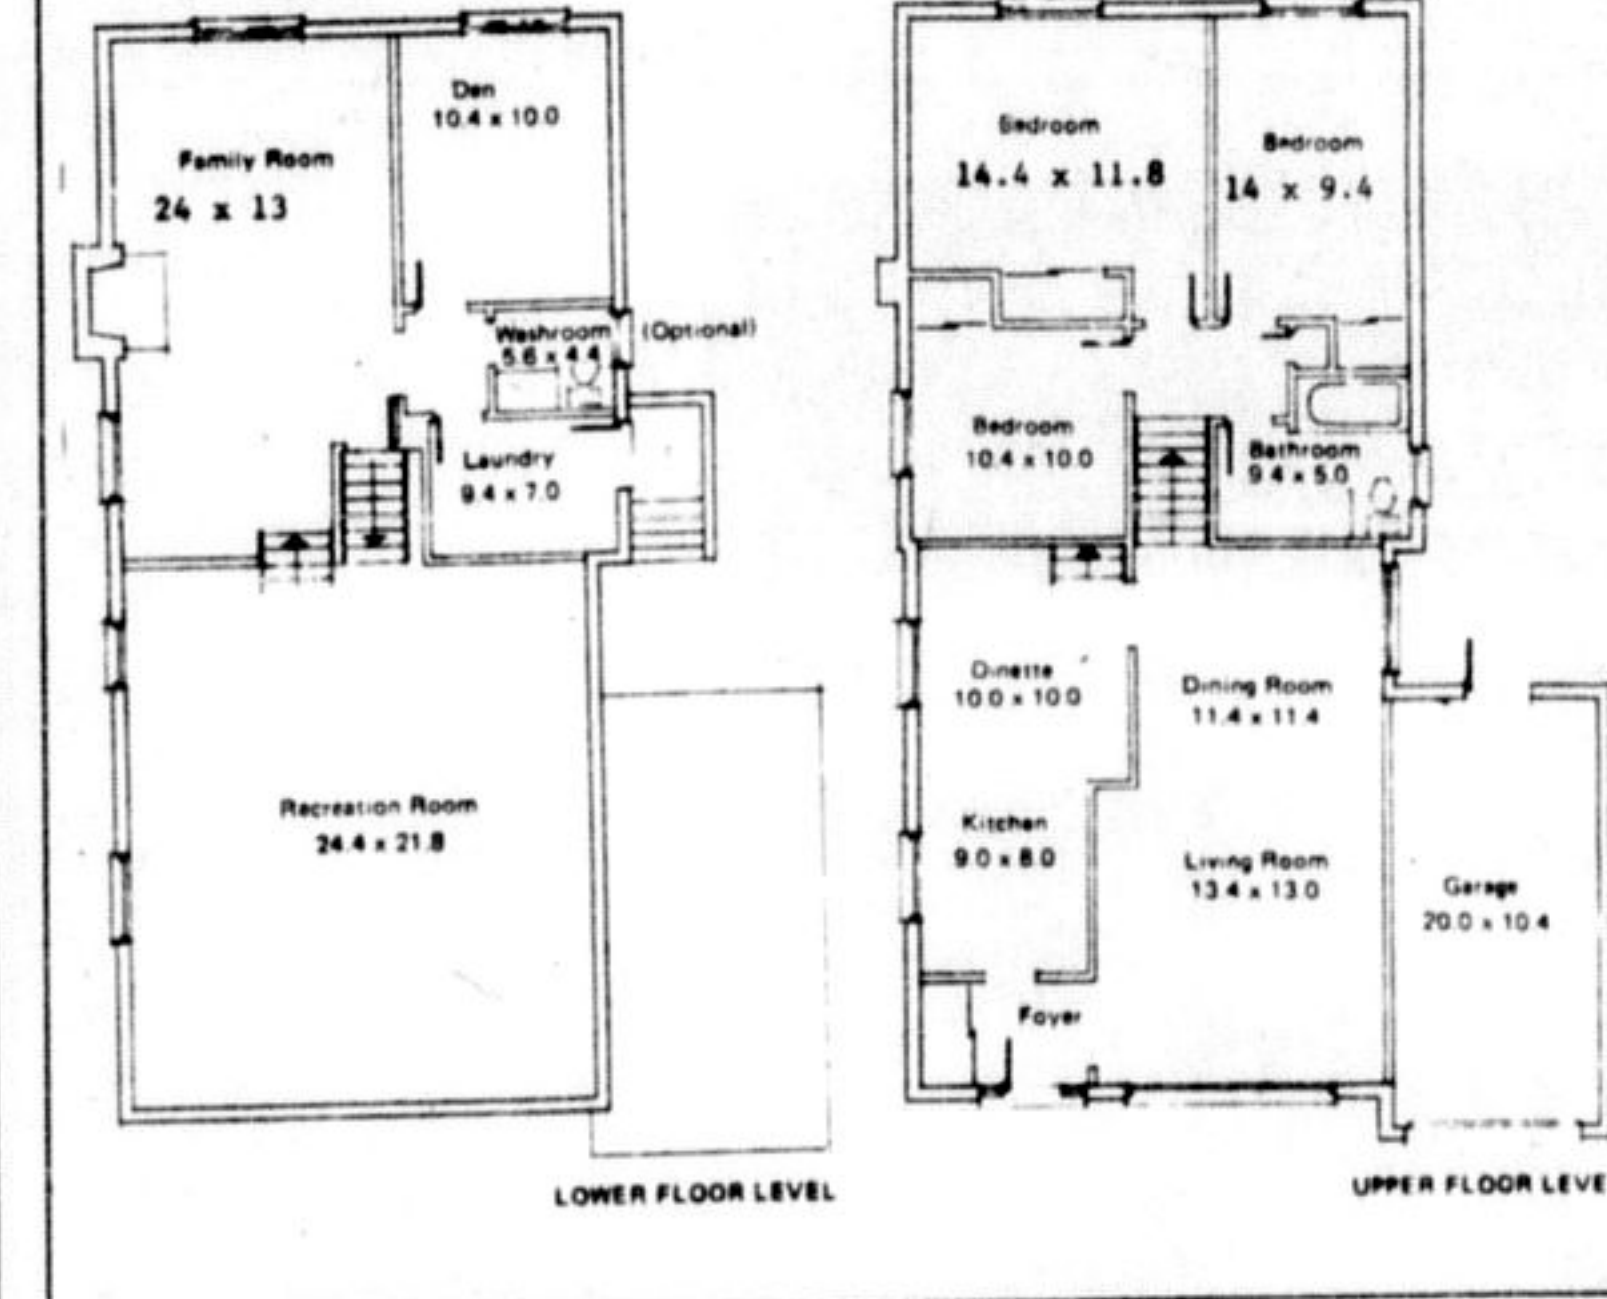 Family Room
24 x 13
Den
10.4 x 10.0
Washroom (Optional)
5.6 x 4.4
Laundry
9.4 x 7.0
Recreation Room
24.4 x 21.8
LOWER FLOOR LEVEL
Bedroom
14.4 x 11.8
Bedroom
14 x 9.4
Bedroom
10.4 x 10.0
Bathroom
9.4 x 5.0
Dinette
10.0 x 10.0
Dining Room
11.4 x 11.4
Kitchen
9.0 x 8.0
Living Room
13.4 x 13.0
Garage
20.0 x 10.4
Foyer
UPPER FLOOR LEVE